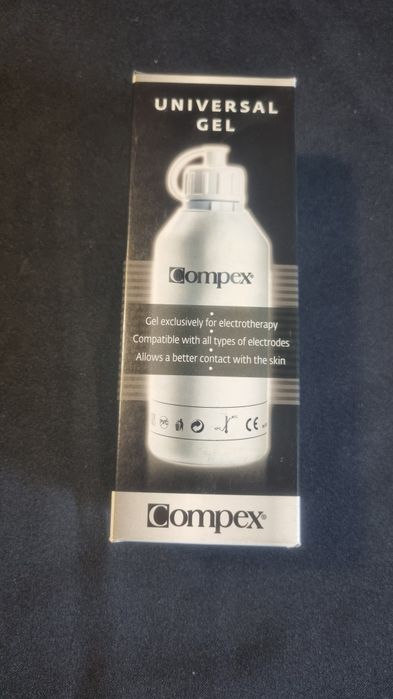 UNIVERSAL
GEL
Compex®
Gel exclusively for electrotherapy
Compatible with all types of electrodes
Allows a better contact with the skin
PVC
CE
Compex®